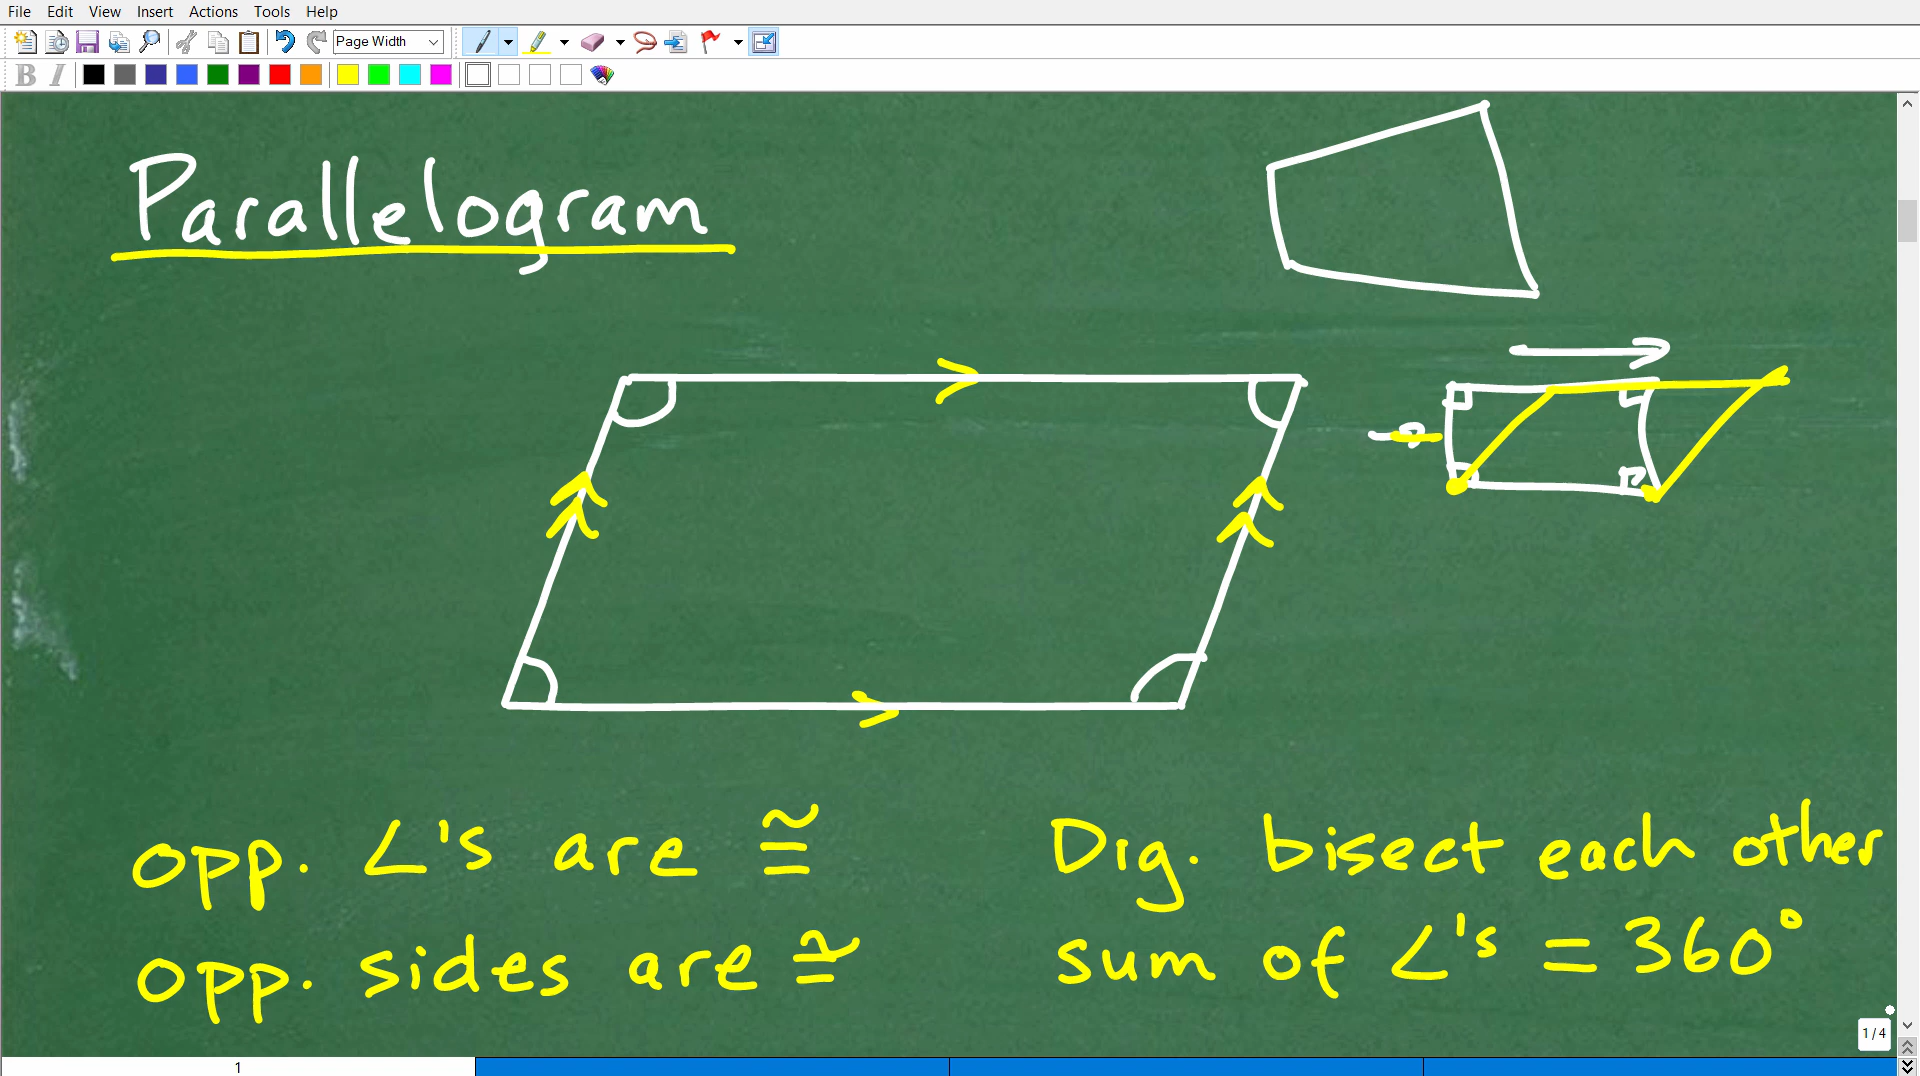 File Edit View Insert Actions Tools Help
Page Width
B I
Parallelogram
opp. ∠'s are ≅
opp. sides are ≅
Dig. bisect each other
sum of ∠'s = 360°
1 / 4
1